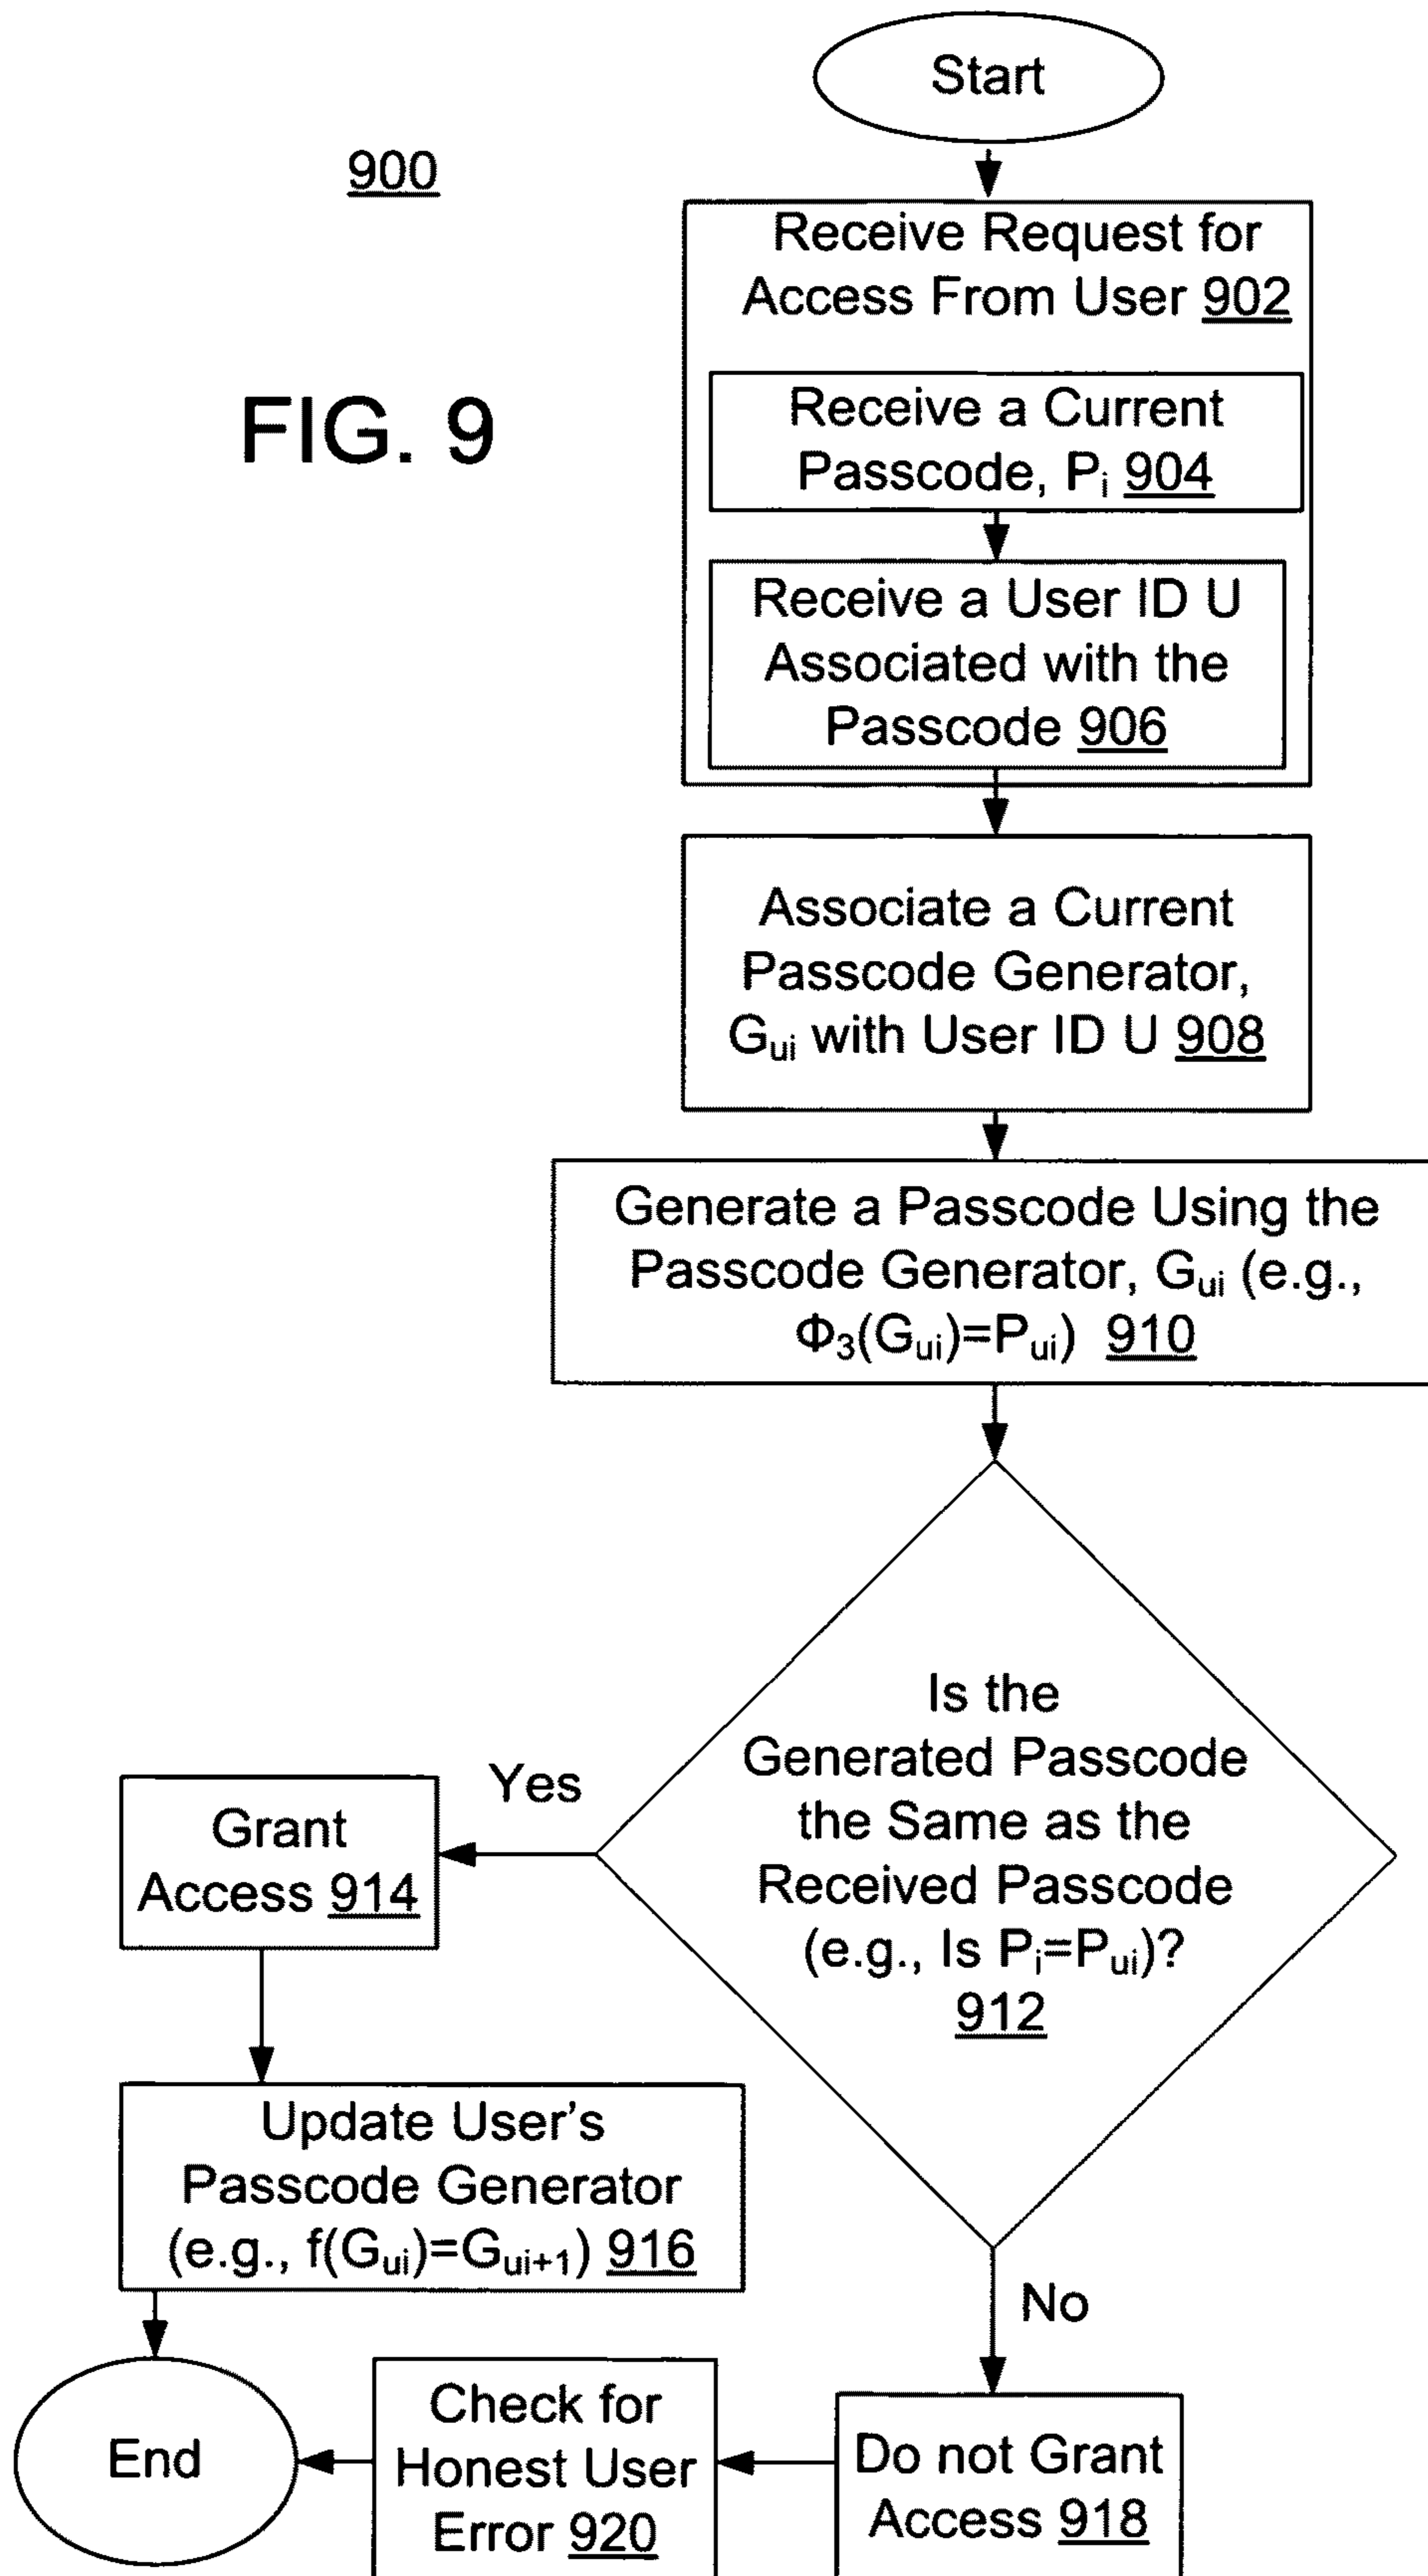 Start
900
Receive Request for
Access From User 902
FIG. 9
Receive a Current
Passcode, Pᵢ 904
Receive a User ID U
Associated with the
Passcode 906
Associate a Current
Passcode Generator,
Gᵤᵢ with User ID U 908
Generate a Passcode Using the
Passcode Generator, Gᵤᵢ (e.g.,
Φ₃(Gᵤᵢ)=Pᵤᵢ) 910
Is the
Generated Passcode
the Same as the
Received Passcode
(e.g., Is Pᵢ=Pᵤᵢ)?
912
Yes
Grant
Access 914
Update User’s
Passcode Generator
(e.g., f(Gᵤᵢ)=Gᵤᵢ₊₁) 916
No
Do not Grant
Access 918
Check for
Honest User
Error 920
End